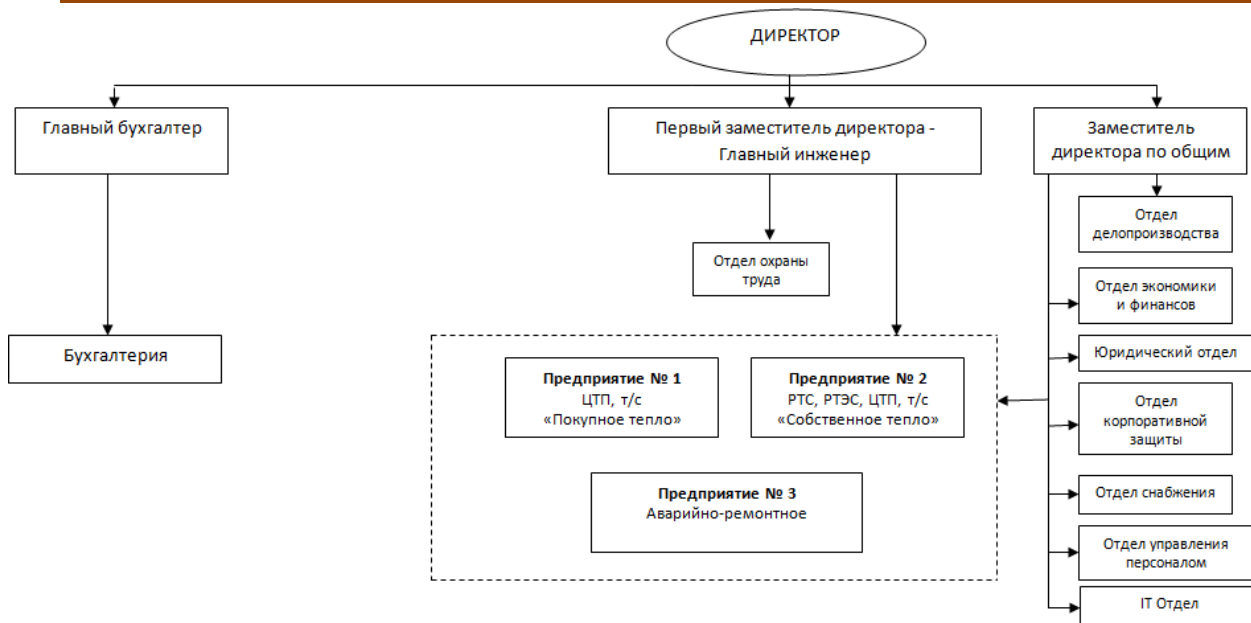 ДИРЕКТОР
Главный бухгалтер
Первый заместитель директора -
Главный инженер
Заместитель
директора по общим
Отдел
делопроизводства
Отдел охраны
труда
Отдел экономики
и финансов
Бухгалтерия
Юридический отдел
Предприятие № 1
ЦТП, т/с
«Покупное тепло»
Предприятие № 2
РТС, РТЭС, ЦТП, т/с
«Собственное тепло»
Отдел
корпоративной
защиты
Предприятие № 3
Аварийно-ремонтное
Отдел снабжения
Отдел управления
персоналом
IT Отдел